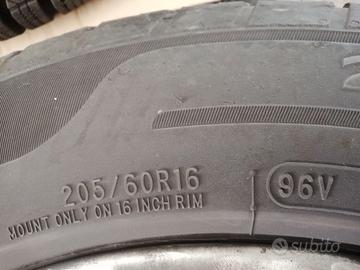 205/60R16
96V
MOUNT ONLY ON 16 INCH RIM
subito